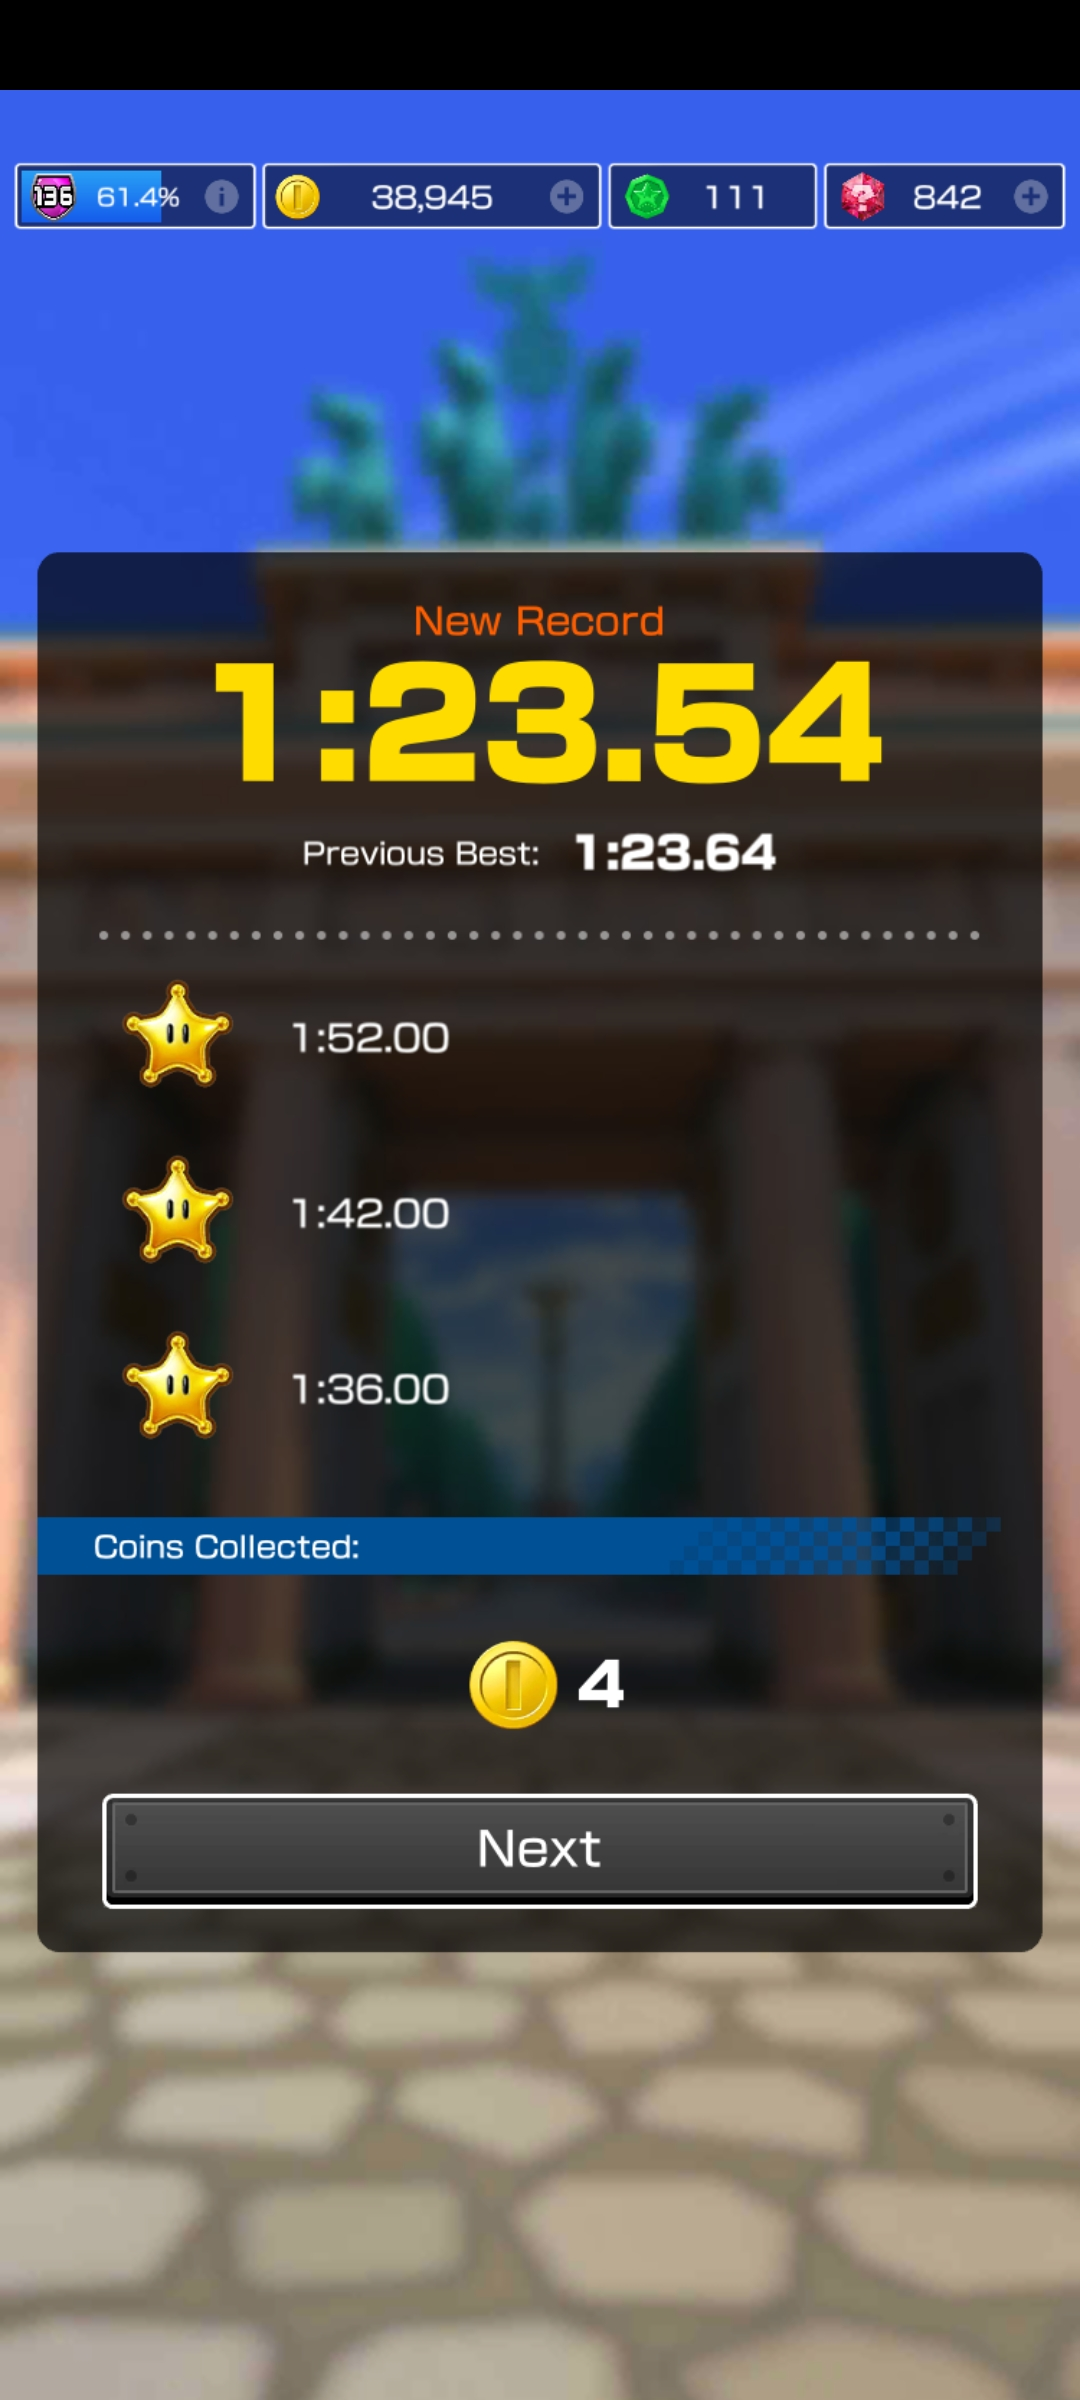 136 61.4% i 38,945 + 111 842 +
New Record
1:23.54
Previous Best: 1:23.64
1:52.00
1:42.00
1:36.00
Coins Collected:
4
Next